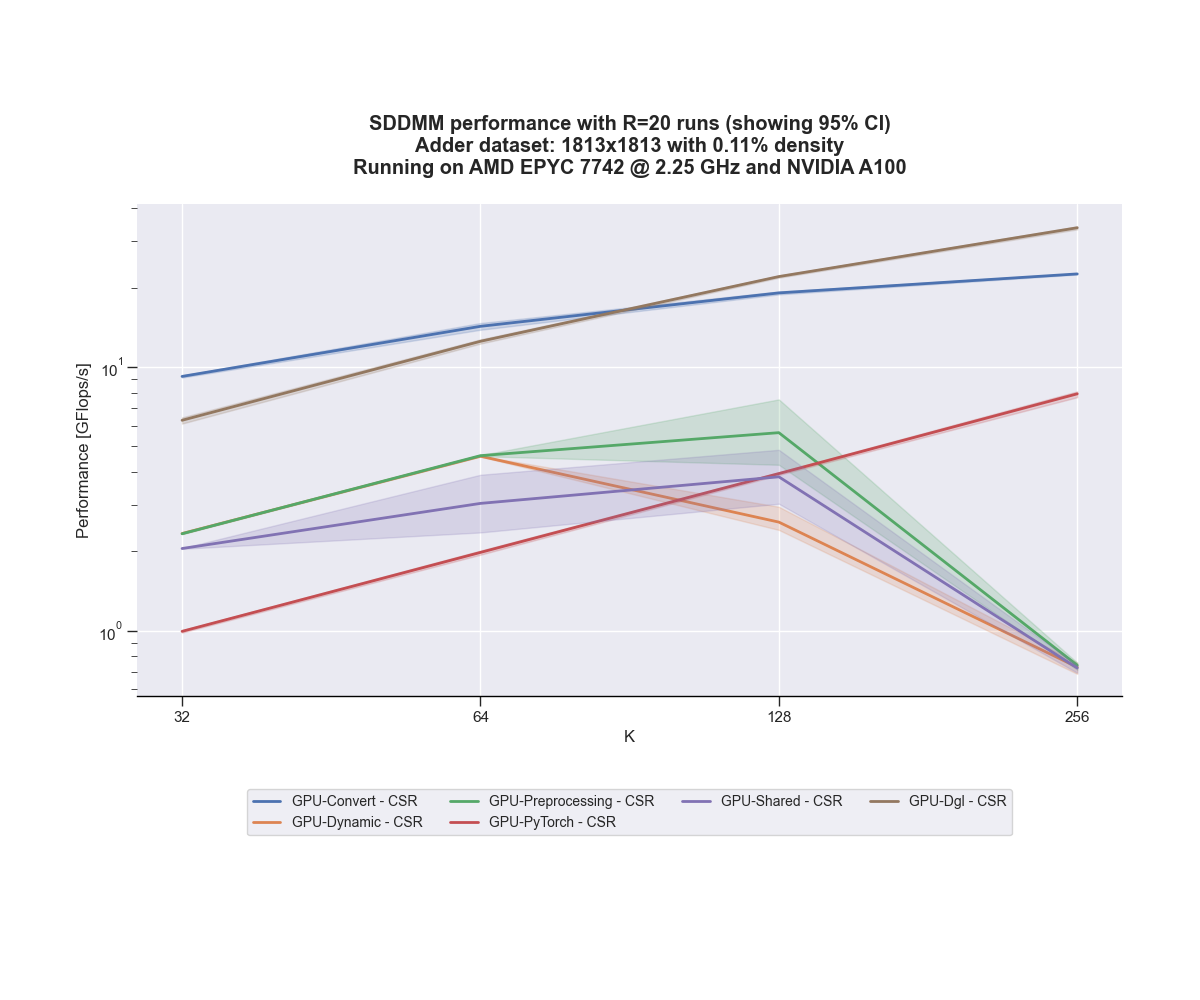 SDDMM performance with R=20 runs (showing 95% CI)
Adder dataset: 1813x1813 with 0.11% density
Running on AMD EPYC 7742 @ 2.25 GHz and NVIDIA A100
Performance [GFlops/s]
10^1
10^0
32 64 128 256
K
GPU-Convert - CSR GPU-Preprocessing - CSR GPU-Shared - CSR GPU-Dgl - CSR
GPU-Dynamic - CSR GPU-PyTorch - CSR